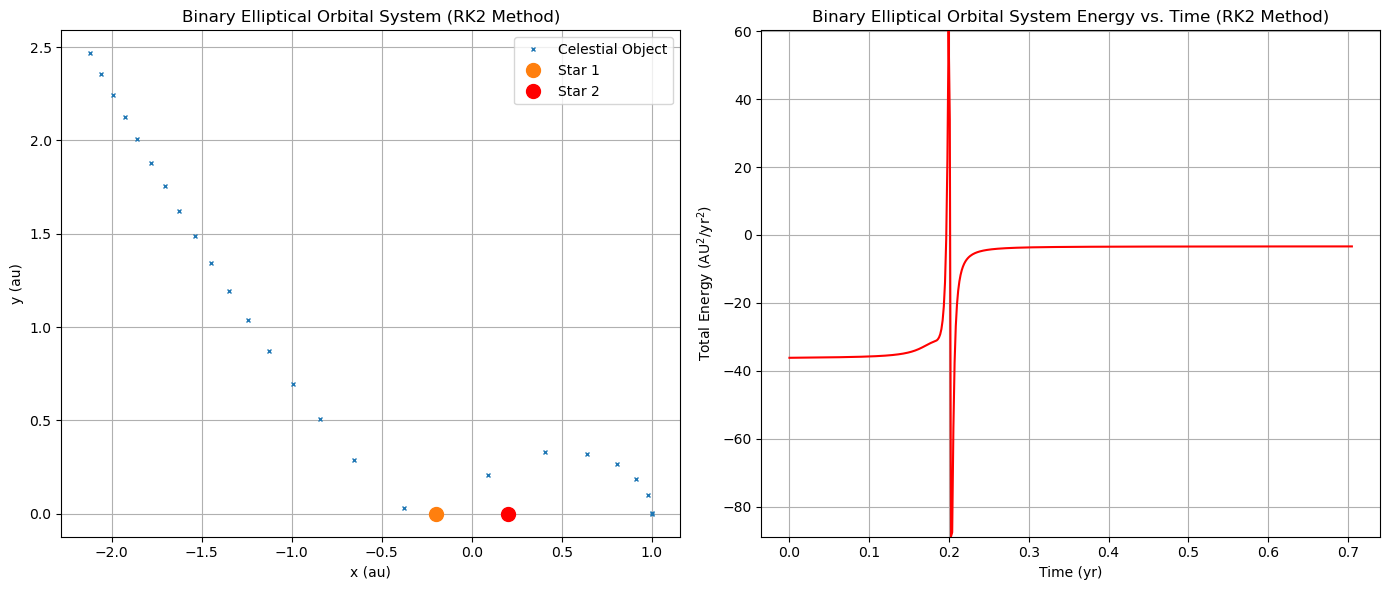 Binary Elliptical Orbital System (RK2 Method)
Celestial Object
Star 1
Star 2
2.5
2.0
1.5
1.0
0.5
0.0
y (au)
−2.0 −1.5 −1.0 −0.5 0.0 0.5 1.0
x (au)
Binary Elliptical Orbital System Energy vs. Time (RK2 Method)
60
40
20
0
−20
−40
−60
−80
Total Energy (AU²/yr²)
0.0 0.1 0.2 0.3 0.4 0.5 0.6 0.7
Time (yr)